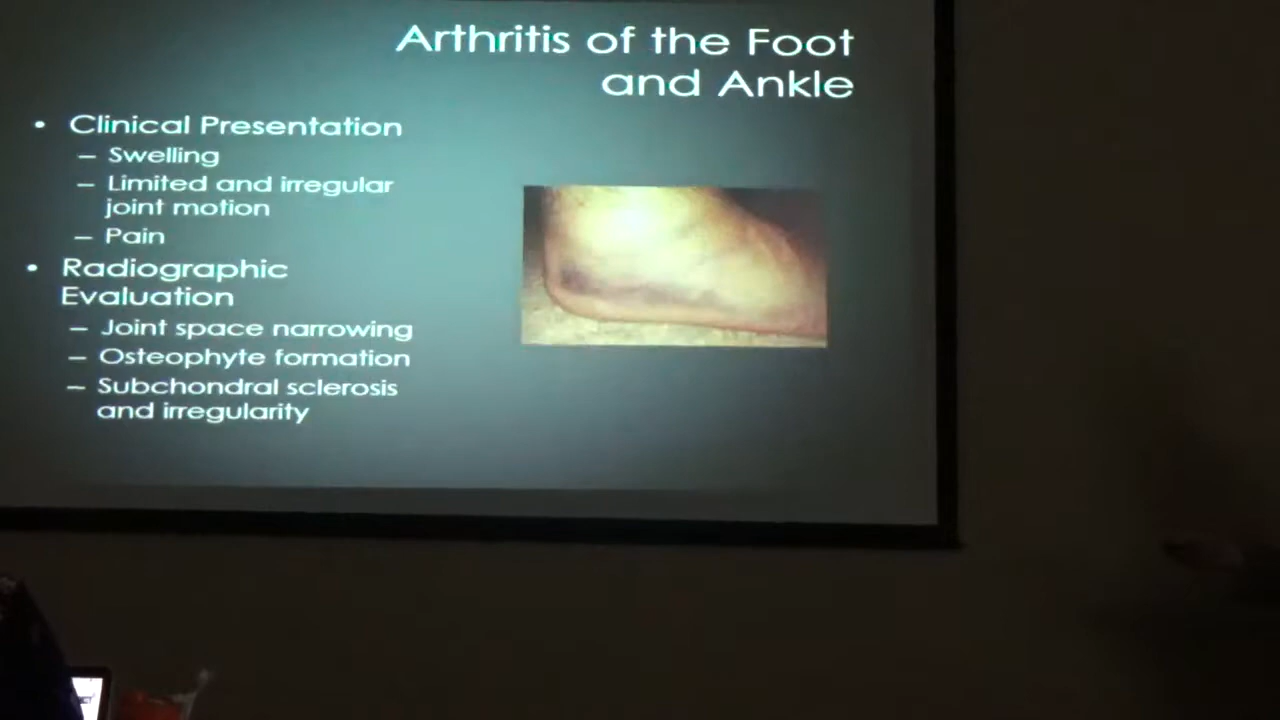 Arthritis of the Foot
and Ankle
• Clinical Presentation
– Swelling
– Limited and irregular
joint motion
– Pain
• Radiographic
Evaluation
– Joint space narrowing
– Osteophyte formation
– Subchondral sclerosis
and irregularity